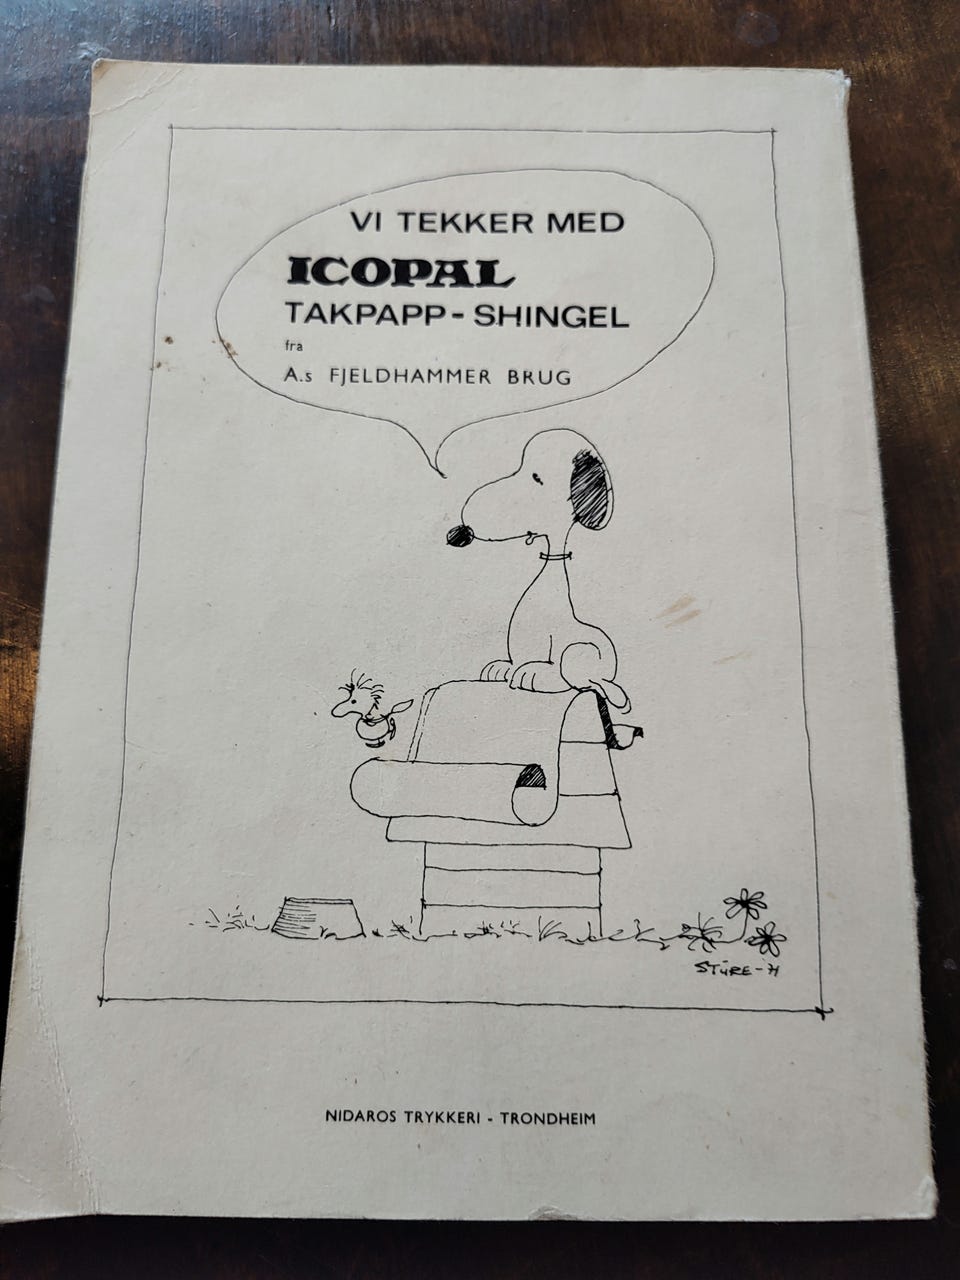 VI TEKKER MED
ICOPAL
TAKPAPP - SHINGEL
fra
A.s FJELDHAMMER BRUG
STURE-71
NIDAROS TRYKKERI - TRONDHEIM